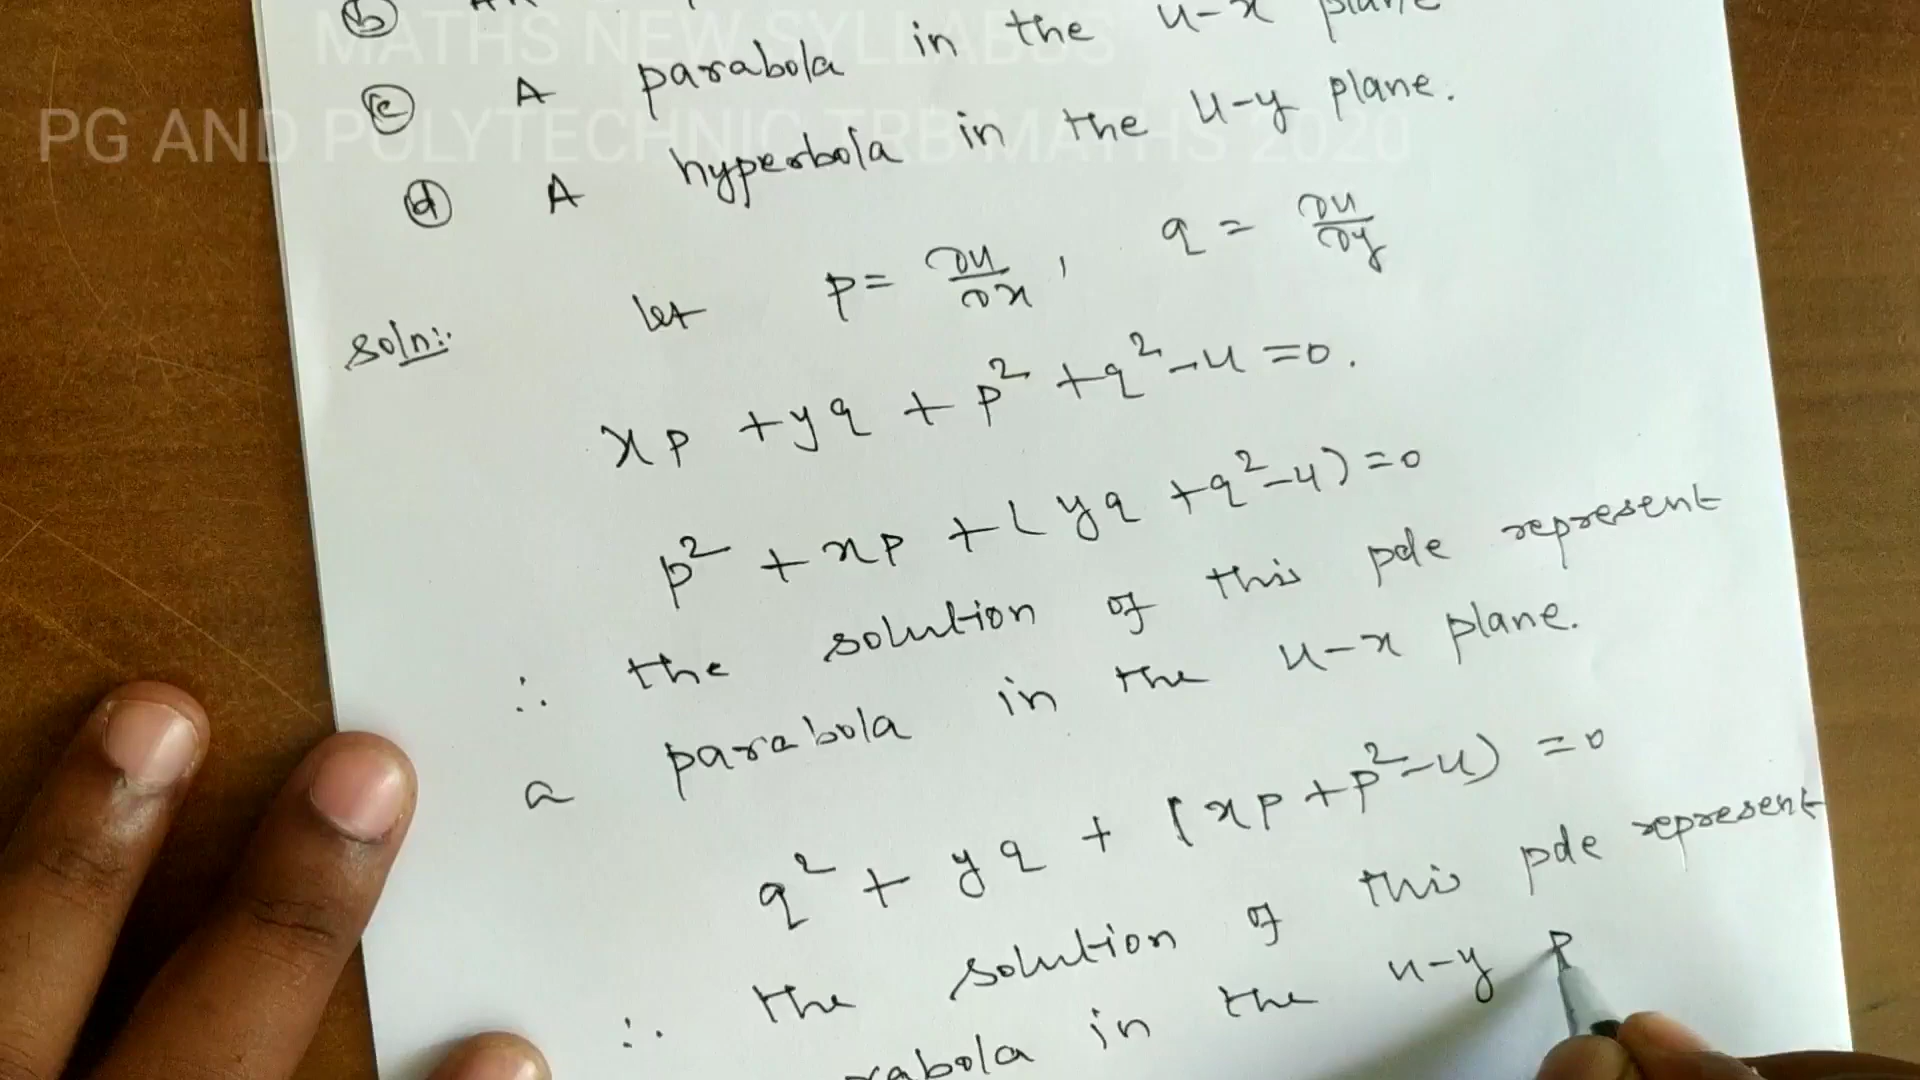 MATHS NEW SYLLABUS
PG AND POLYTECHNIC TRB MATHS 2020
(b)
(c) A parabola in the u-x plane
(d) A hyperbola in the u-y plane.
soln:. let p = ∂u/∂x, q = ∂u/∂y
xp + yq + p² + q² - u = 0.
p² + xp + (yq + q² - u) = 0
∴ the solution of this pde represent
a parabola in the u-x plane.
q² + yq + (xp + p² - u) = 0
∴ the solution of this pde represent
in the u-y p